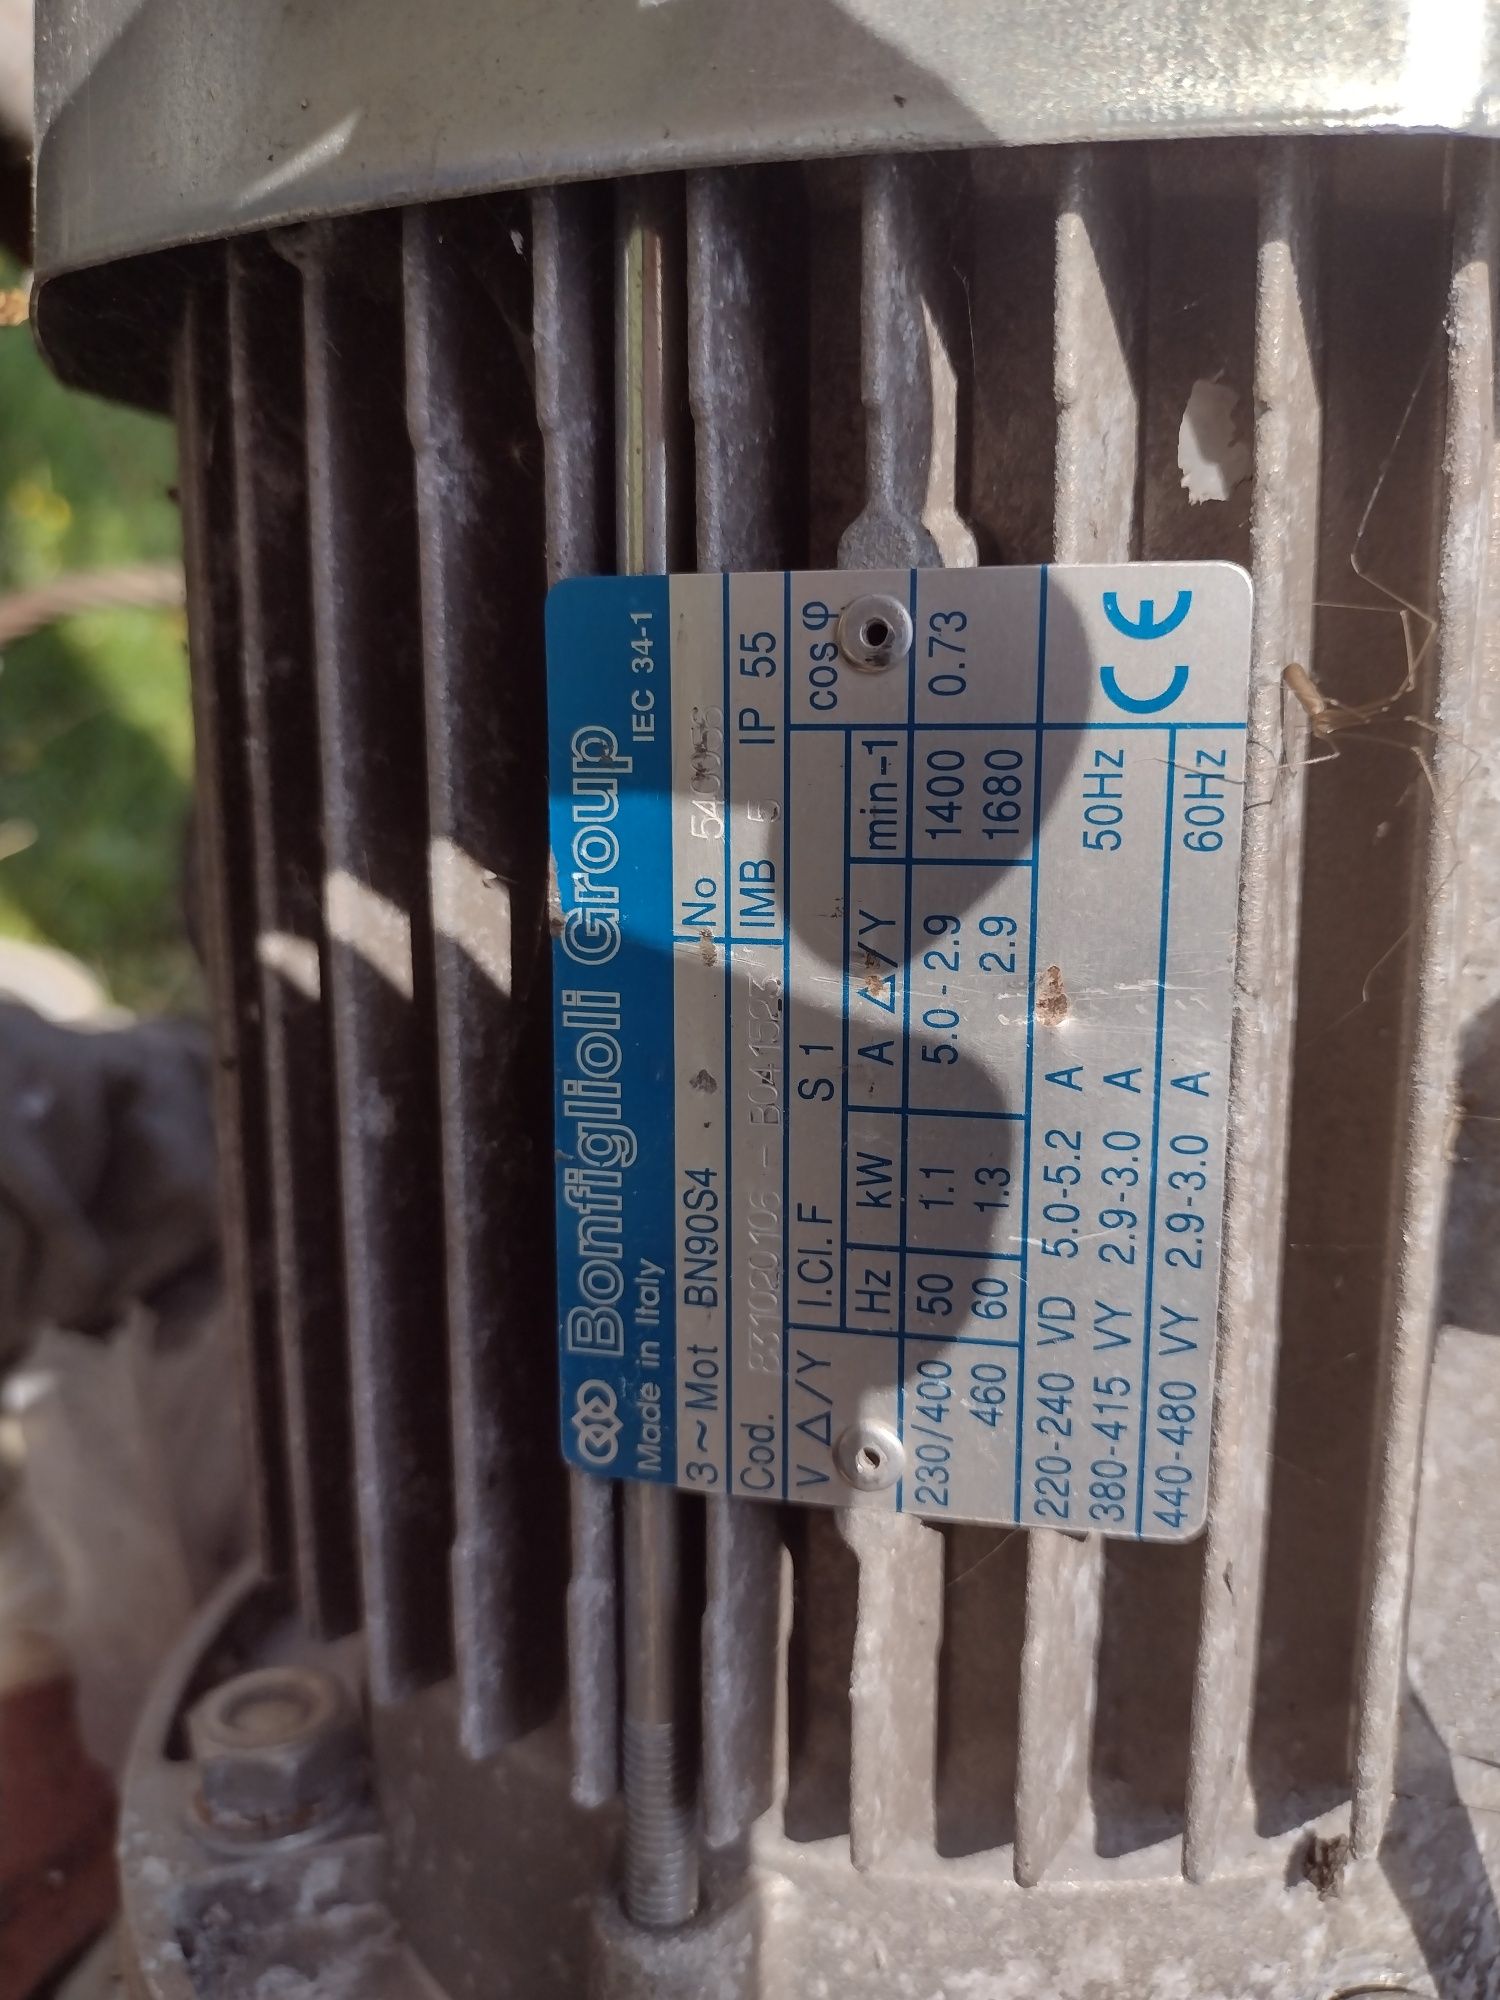 Bonfiglioli Group
Made in Italy IEC 34-1
3~Mot BN90S4 No
Cod. IMB 5 IP 55
V Δ/Y I.Cl. F S 1 cos φ
Hz kW A Δ/Y min-1
230/400 50 1.1 5.0-2.9 1400 0.73
460 60 1.3 2.9 1680
220-240 VD 5.0-5.2 A 50Hz CE
380-415 VY 2.9-3.0 A
440-480 VY 2.9-3.0 A 60Hz